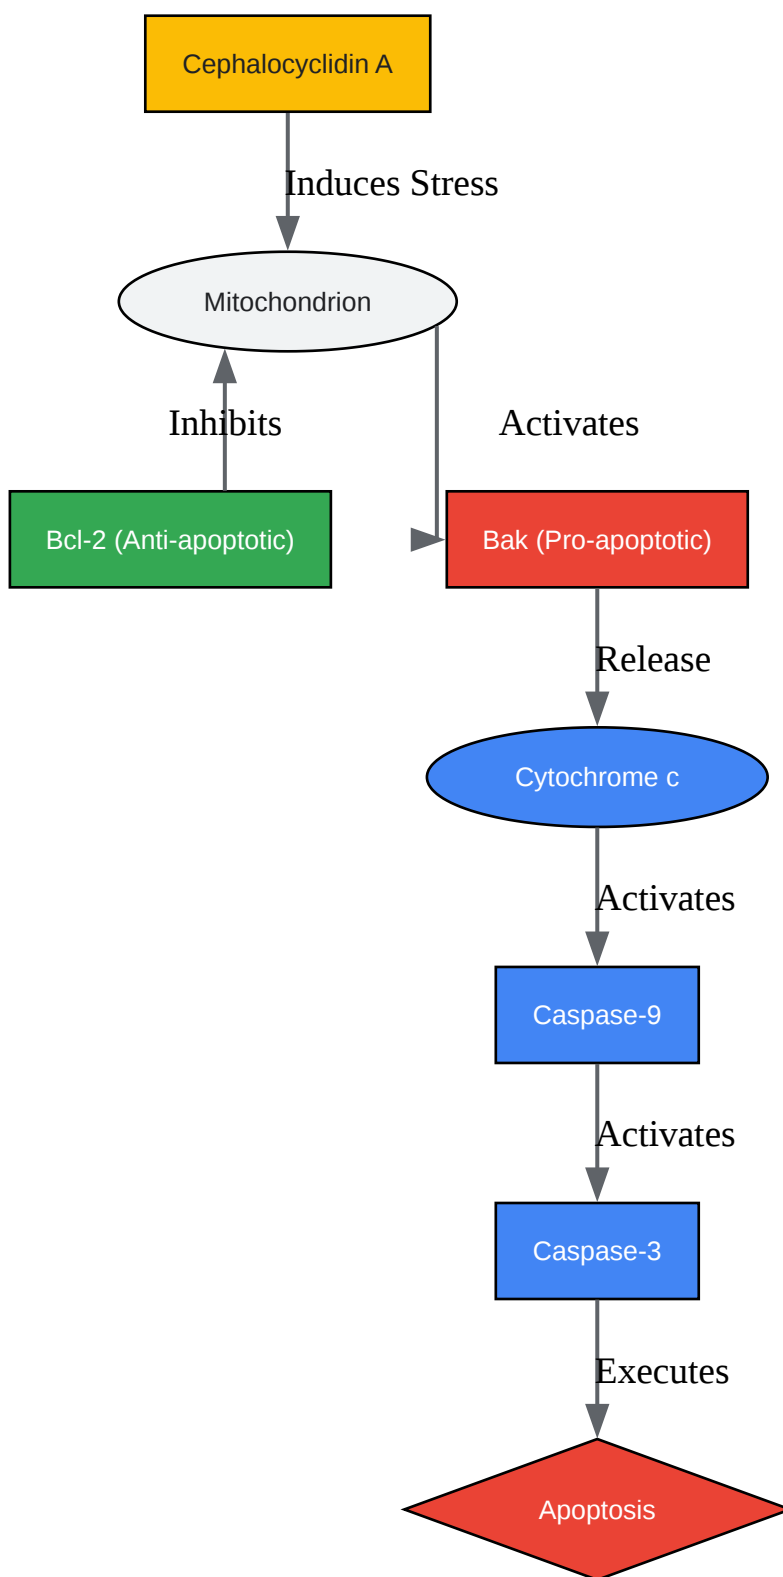 Cephalocyclidin A
Induces Stress
Mitochondrion
Inhibits
Activates
Bcl-2 (Anti-apoptotic)
Bak (Pro-apoptotic)
Release
Cytochrome c
Activates
Caspase-9
Activates
Caspase-3
Executes
Apoptosis